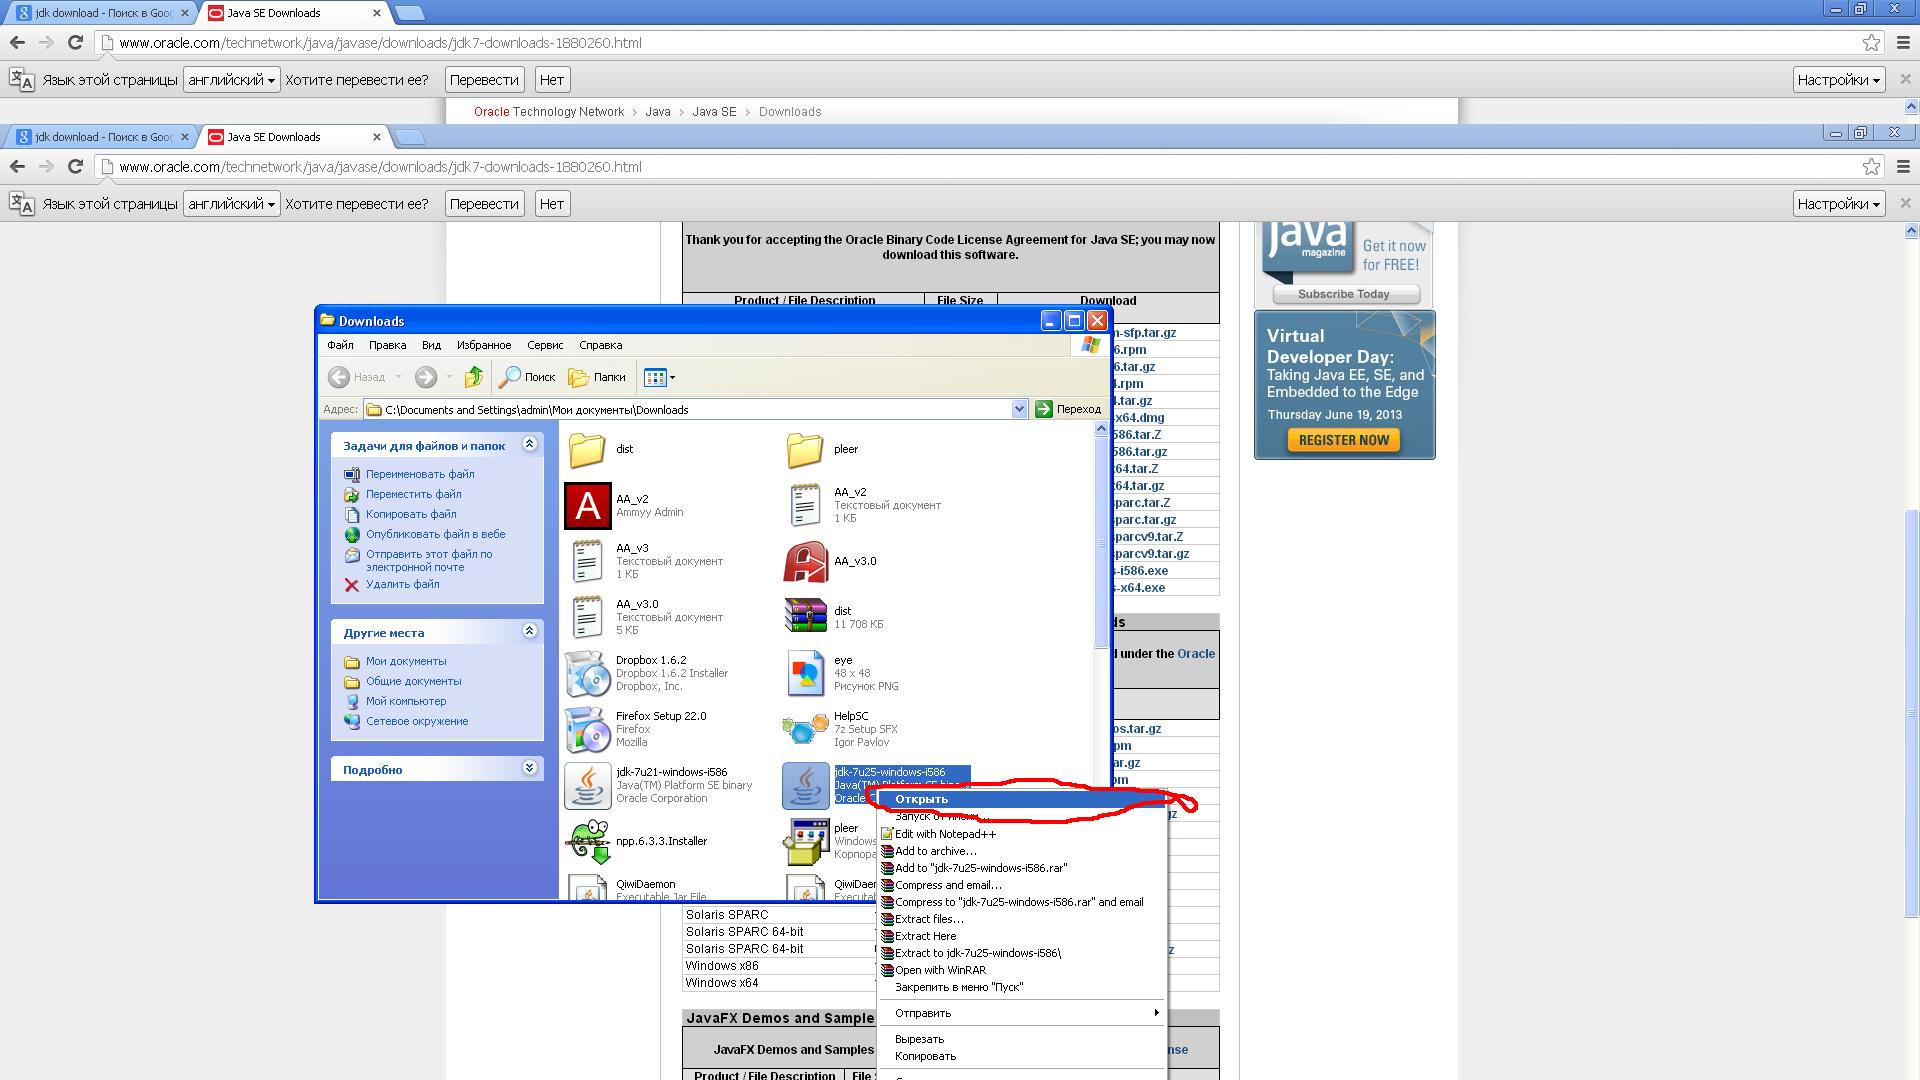 jdk download - Поиск в Goo
Java SE Downloads
www.oracle.com/technetwork/java/javase/downloads/jdk7-downloads-1880260.html
Язык этой страницы английский Хотите перевести ее? Перевести Нет Настройки
Oracle Technology Network > Java > Java SE > Downloads
jdk download - Поиск в Goo
Java SE Downloads
www.oracle.com/technetwork/java/javase/downloads/jdk7-downloads-1880260.html
Язык этой страницы английский Хотите перевести ее? Перевести Нет Настройки
Thank you for accepting the Oracle Binary Code License Agreement for Java SE; you may now
download this software.
Product / File Description File Size Download
Java
magazine
Get it now
for FREE!
Subscribe Today
Virtual
Developer Day:
Taking Java EE, SE, and
Embedded to the Edge
Thursday June 19, 2013
REGISTER NOW
Downloads
Файл Правка Вид Избранное Сервис Справка
Назад Поиск Папки
Адрес: C:\Documents and Settings\admin\Мои документы\Downloads Переход
Задачи для файлов и папок
Переименовать файл
Переместить файл
Копировать файл
Опубликовать файл в вебе
Отправить этот файл по
электронной почте
Удалить файл
Другие места
Мои документы
Общие документы
Мой компьютер
Сетевое окружение
Подробно
dist
pleer
AA_v2
Ammyy Admin
AA_v2
Текстовый документ
1 КБ
AA_v3
Текстовый документ
1 КБ
AA_v3.0
AA_v3.0
Текстовый документ
5 КБ
dist
11 708 КБ
Dropbox 1.6.2
Dropbox 1.6.2 Installer
Dropbox, Inc.
eye
48 x 48
Рисунок PNG
Firefox Setup 22.0
Firefox
Mozilla
HelpSC
7z Setup SFX
Igor Pavlov
jdk-7u21-windows-i586
Java(TM) Platform SE binary
Oracle Corporation
jdk-7u25-windows-i586
Java(TM) Platform SE binary
Oracle
npp.6.3.3.Installer
pleer
Windows
Корпора
QiwiDaemon
Executable Jar File
QiwiDaem
Открыть
Запуск от имени...
Edit with Notepad++
Add to archive...
Add to "jdk-7u25-windows-i586.rar"
Compress and email...
Compress to "jdk-7u25-windows-i586.rar" and email
Extract files...
Extract Here
Extract to jdk-7u25-windows-i586\
Open with WinRAR
Закрепить в меню "Пуск"
Отправить
Вырезать
Копировать
n-sfp.tar.gz
6.rpm
6.tar.gz
4.rpm
4.tar.gz
-x64.dmg
586.tar.Z
586.tar.gz
x64.tar.Z
x64.tar.gz
sparc.tar.Z
sparc.tar.gz
sparcv9.tar.Z
sparcv9.tar.gz
s-i586.exe
s-x64.exe
ds
d under the Oracle
os.tar.gz
pm
ar.gz
pm
gz
Solaris SPARC
Solaris SPARC 64-bit
Solaris SPARC 64-bit
Windows x86
Windows x64
JavaFX Demos and Sample
JavaFX Demos and Samples
nse
Product / File Description File S